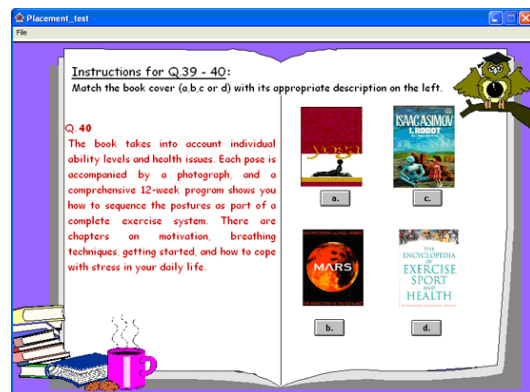 Placement_test
File
Instructions for Q.39 - 40:
Match the book cover (a,b,c or d) with its appropriate description on the left.
Q.40
The book takes into account individual
ability levels and health issues. Each pose is
accompanied by a photograph, and a
comprehensive 12-week program shows you
how to sequence the postures as part of a
complete exercise system. There are
chapters on motivation, breathing
techniques, getting started, and how to cope
with stress in your daily life.
yoga
a.
ISAAC ASIMOV
I, ROBOT
c.
MARS
b.
THE
ENCYCLOPEDIA
OF
EXERCISE
SPORT
AND
HEALTH
d.